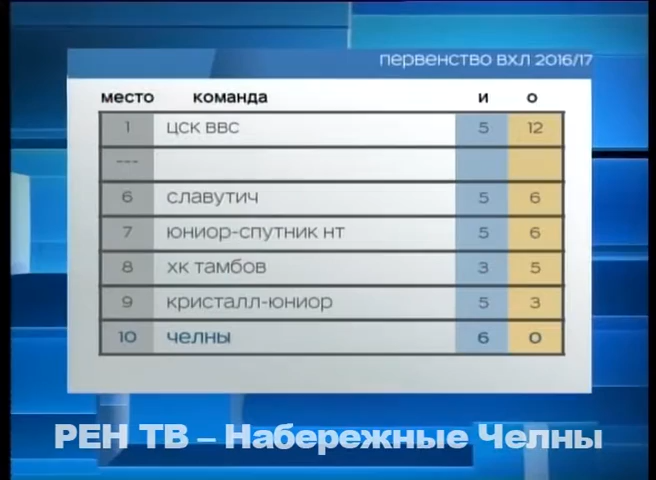 первенство ВХЛ 2016/17
место команда и о
1 ЦСК ВВС 5 12
---
6 славутич 5 6
7 юниор-спутник нт 5 6
8 хк тамбов 3 5
9 кристалл-юниор 5 3
10 челны 6 0
РЕН ТВ – Набережные Челны